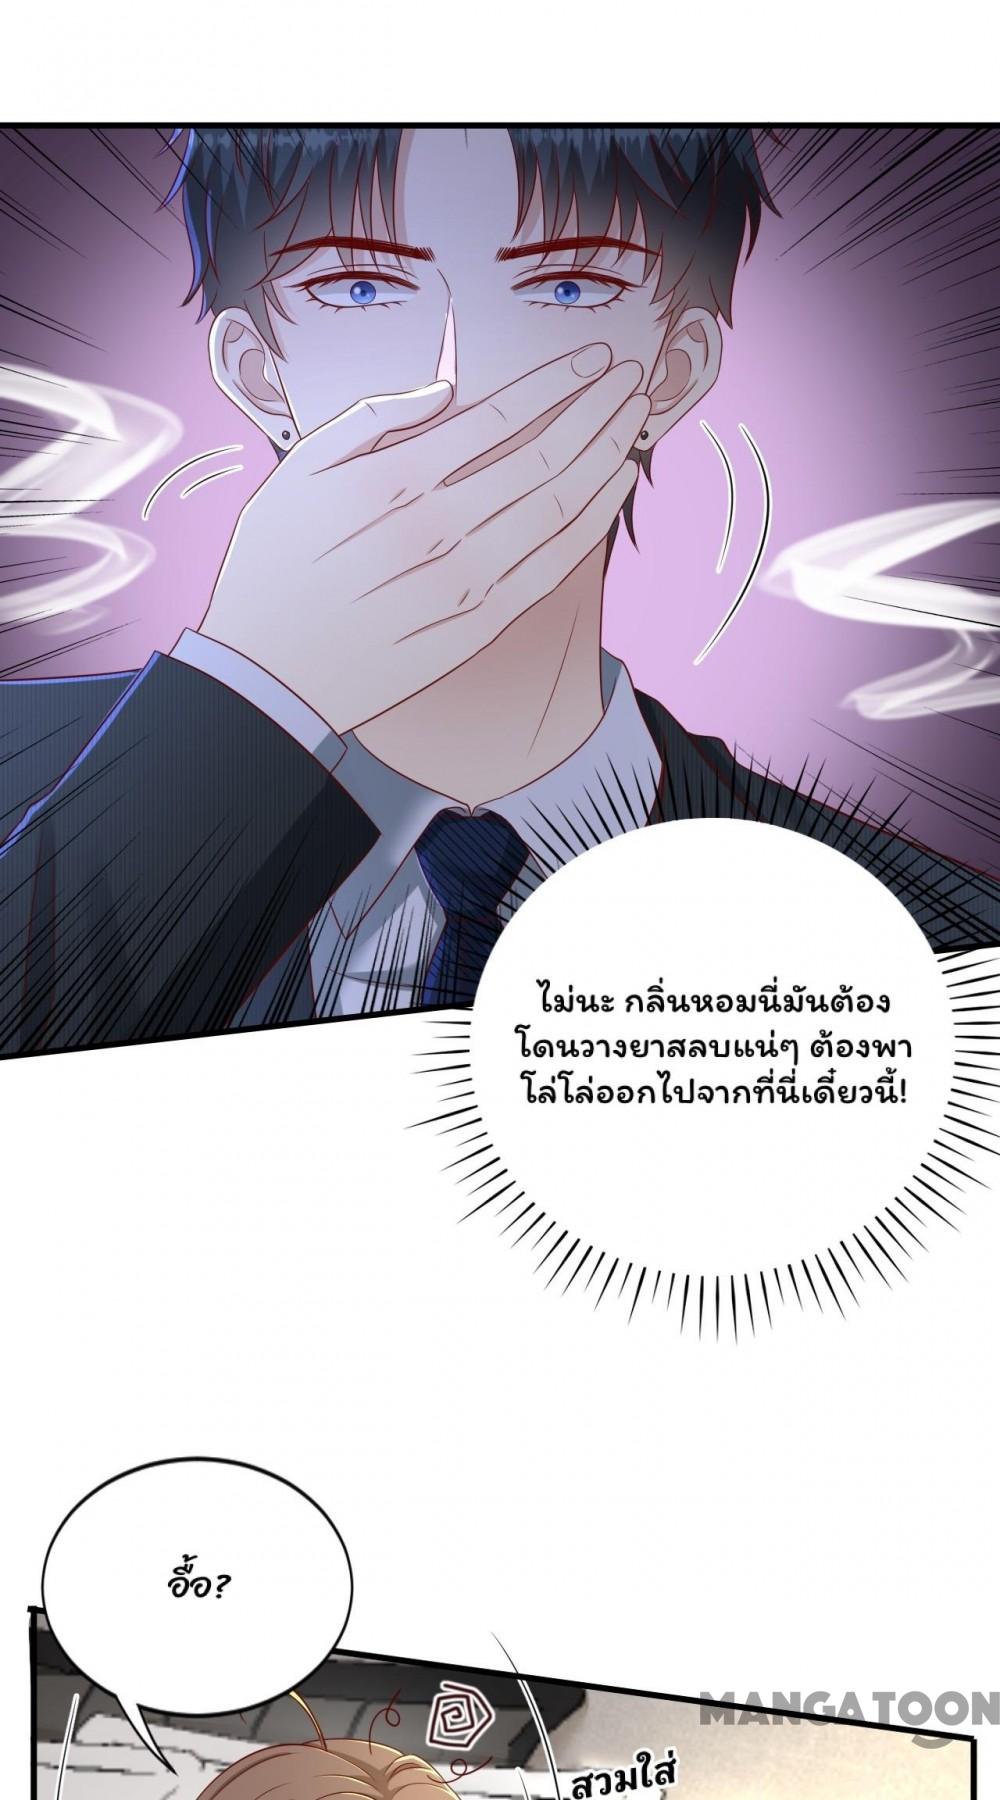 ไม่นะ กลิ่นหอมนี่มันต้อง
โดนวางยาสลบแน่ๆ ต้องพา
โล่โล่ออกไปจากที่นี่เดี๋ยวนี้!
อื้อ?
MANGATOON
สวมใส่